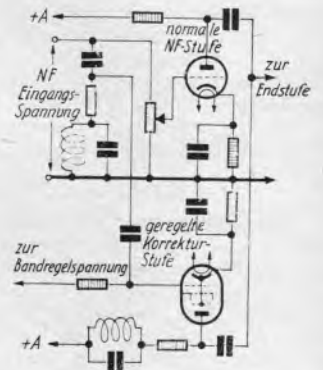 +A
normale
NF-Stufe
NF
Eingangs-
Spannung
zur
Endstufe
geregelte
Korrektur-
Stufe
zur
Bandregelspannung
+A